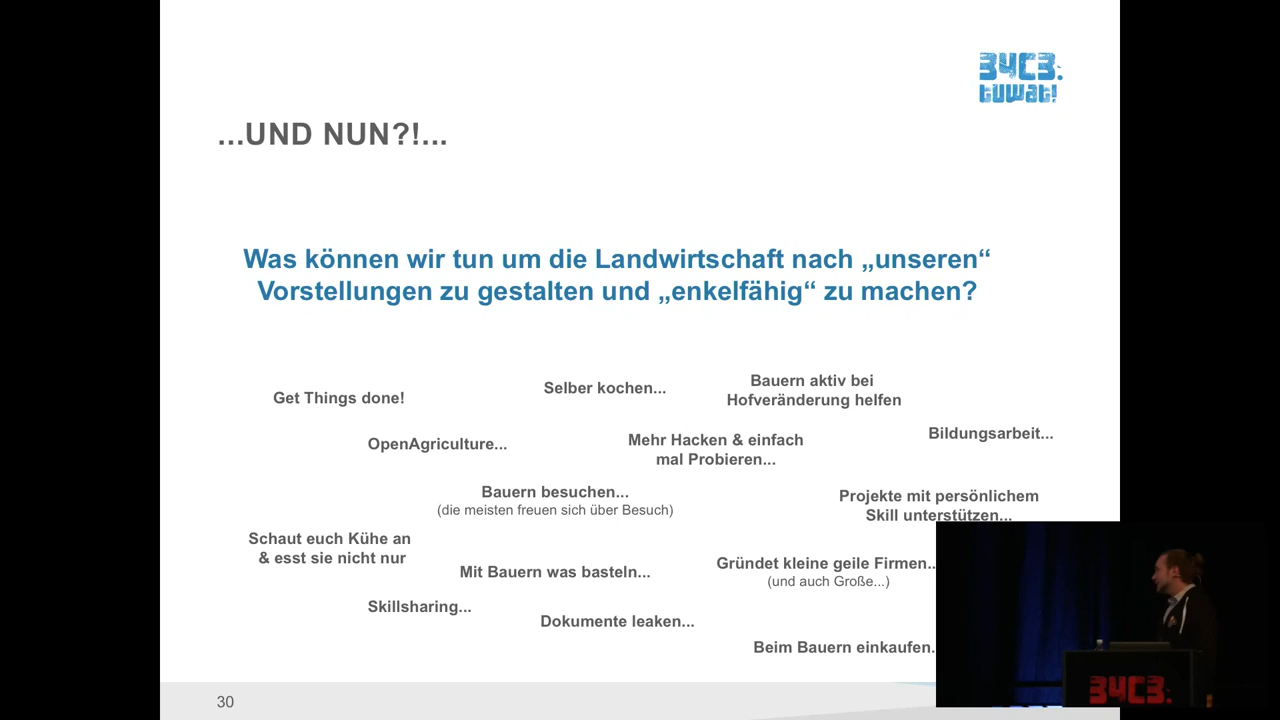 34C3.
tuwat!
...UND NUN?!...
Was können wir tun um die Landwirtschaft nach „unseren“
Vorstellungen zu gestalten und „enkelfähig“ zu machen?
Get Things done!
Selber kochen...
Bauern aktiv bei
Hofveränderung helfen
OpenAgriculture...
Mehr Hacken & einfach
mal Probieren...
Bildungsarbeit...
Bauern besuchen...
(die meisten freuen sich über Besuch)
Projekte mit persönlichem
Skill unterstützen...
Schaut euch Kühe an
& esst sie nicht nur
Mit Bauern was basteln...
Gründet kleine geile Firmen..
(und auch Große...)
Skillsharing...
Dokumente leaken...
Beim Bauern einkaufen.
30
34C3.